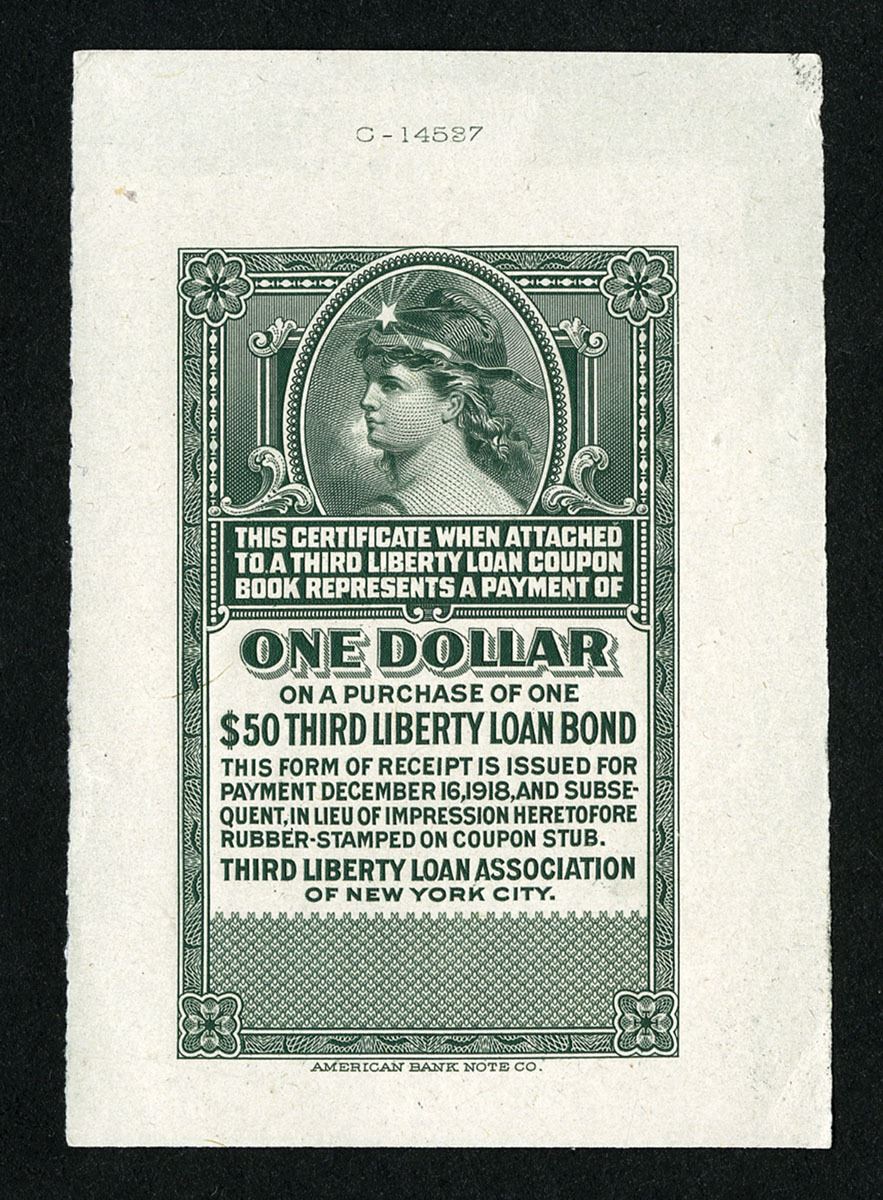 C-14587
THIS CERTIFICATE WHEN ATTACHED
TO A THIRD LIBERTY LOAN COUPON
BOOK REPRESENTS A PAYMENT OF
ONE DOLLAR
ON A PURCHASE OF ONE
$50 THIRD LIBERTY LOAN BOND
THIS FORM OF RECEIPT IS ISSUED FOR
PAYMENT DECEMBER 16,1918,AND SUBSE-
QUENT, IN LIEU OF IMPRESSION HERETOFORE
RUBBER-STAMPED ON COUPON STUB.
THIRD LIBERTY LOAN ASSOCIATION
OF NEW YORK CITY.
AMERICAN BANK NOTE CO.